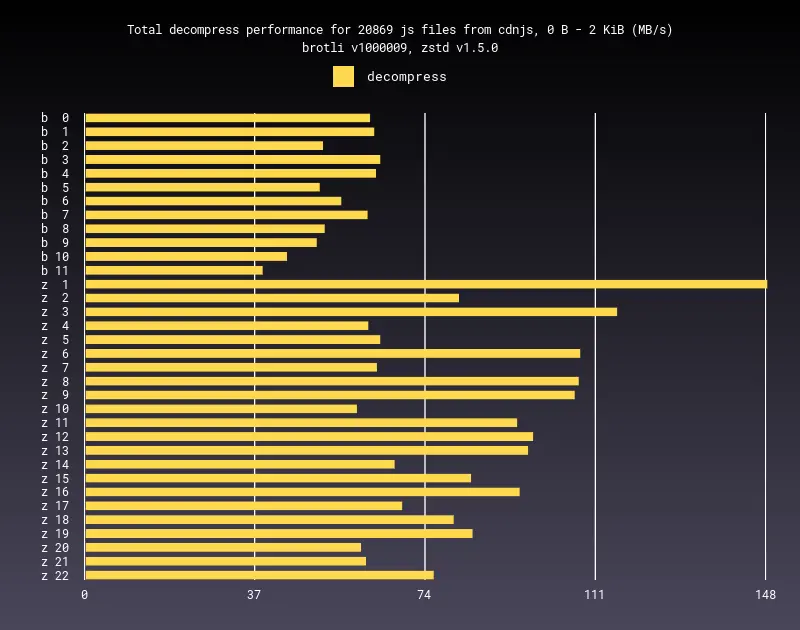 Total decompress performance for 20869 js files from cdnjs, 0 B - 2 KiB (MB/s)
brotli v1000009, zstd v1.5.0
decompress
b 0
b 1
b 2
b 3
b 4
b 5
b 6
b 7
b 8
b 9
b 10
b 11
z 1
z 2
z 3
z 4
z 5
z 6
z 7
z 8
z 9
z 10
z 11
z 12
z 13
z 14
z 15
z 16
z 17
z 18
z 19
z 20
z 21
z 22
0 37 74 111 148